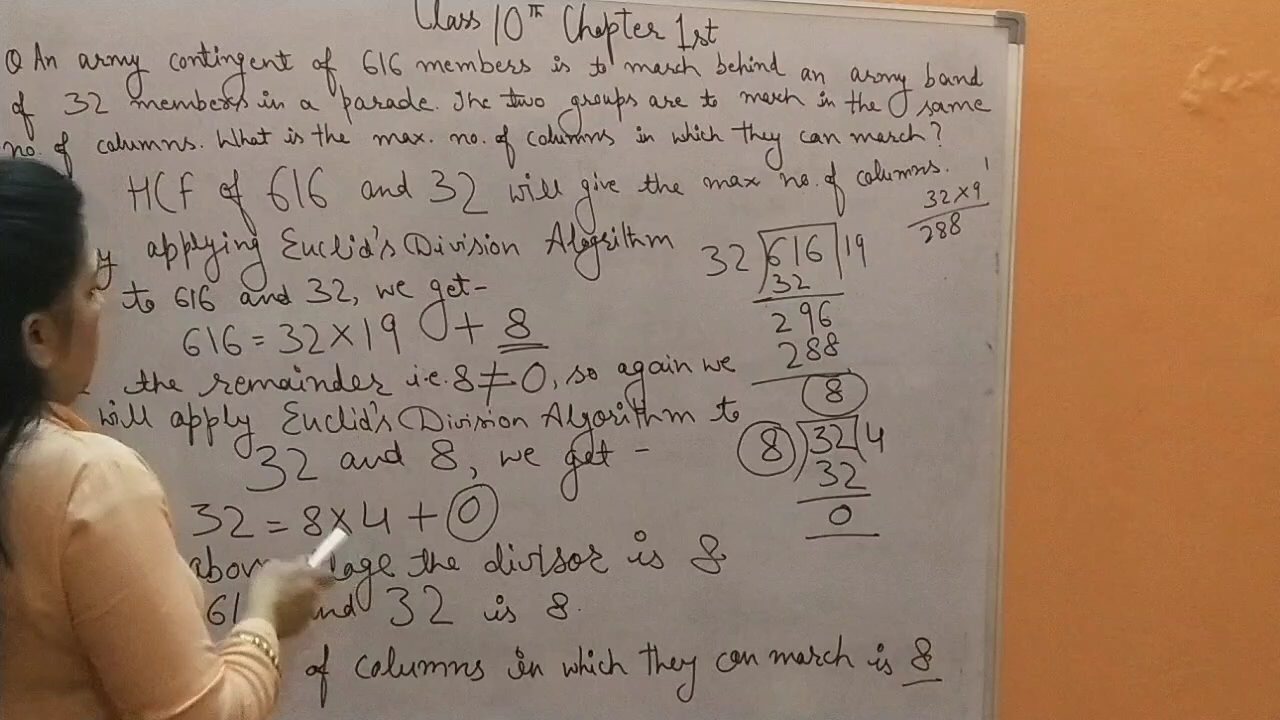 Class 10th Chapter 1st
Q An army contingent of 616 members is to march behind an army band
of 32 members in a parade. The two groups are to march in the same
no. of columns. What is the max. no. of columns in which they can march?
HCF of 616 and 32 will give the max no. of columns.
y applying Euclid's Division Alogrithm
to 616 and 32, we get-
616 = 32 × 19 + 8
the remainder i.e. 8 ≠ 0, so again we
will apply Euclid's Division Algorithm to
32 and 8, we get -
32 = 8 × 4 + 0
above the divisor is 8
and 32 is 8.
of columns in which they can march is 8
1
32 × 9
288
32 ) 616 ( 19
32
296
288
8
8 ) 32 ( 4
32
0